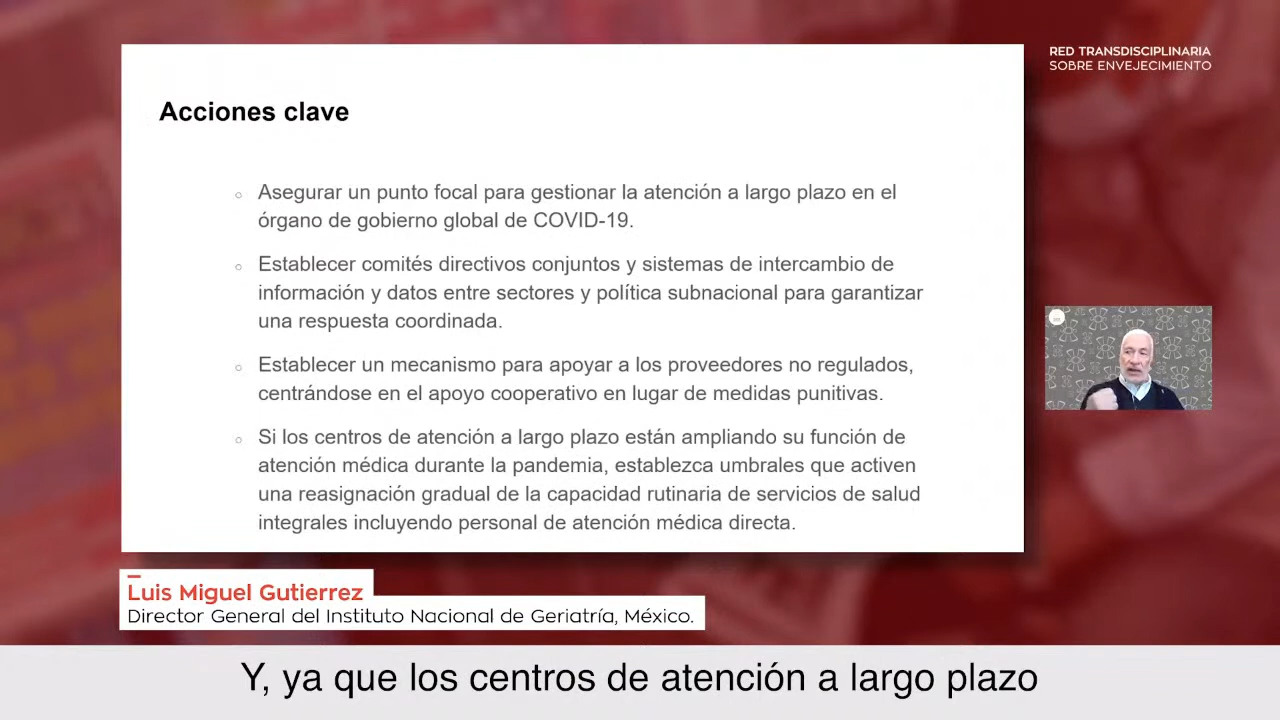 RED TRANSDISCIPLINARIA
SOBRE ENVEJECIMIENTO
Acciones clave
Asegurar un punto focal para gestionar la atención a largo plazo en el
órgano de gobierno global de COVID-19.
Establecer comités directivos conjuntos y sistemas de intercambio de
información y datos entre sectores y política subnacional para garantizar
una respuesta coordinada.
Establecer un mecanismo para apoyar a los proveedores no regulados,
centrándose en el apoyo cooperativo en lugar de medidas punitivas.
Si los centros de atención a largo plazo están ampliando su función de
atención médica durante la pandemia, establezca umbrales que activen
una reasignación gradual de la capacidad rutinaria de servicios de salud
integrales incluyendo personal de atención médica directa.
Luis Miguel Gutierrez
Director General del Instituto Nacional de Geriatría, México.
Y, ya que los centros de atención a largo plazo